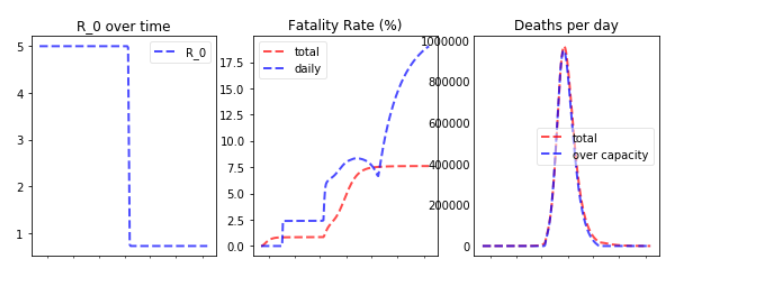 R_0 over time
R_0
5
4
3
2
1
Fatality Rate (%)
total
daily
17.5
15.0
12.5
10.0
7.5
5.0
2.5
0.0
Deaths per day
total
over capacity
1000000
800000
600000
400000
200000
0